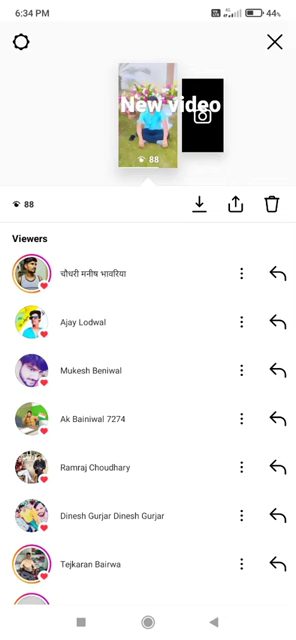 6:34 PM
44%
New video
88
88
Viewers
चौधरी मनीष भावरिया
Ajay Lodwal
Mukesh Beniwal
Ak Bainiwal 7274
Ramraj Choudhary
Dinesh Gurjar Dinesh Gurjar
Tejkaran Bairwa